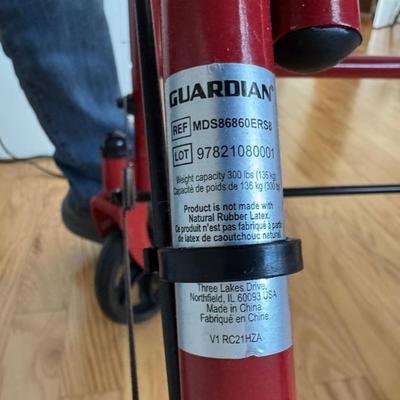 GUARDIAN®
REF MDS86860ERS8
LOT 97821080001
Weight capacity 300 lbs (136 kg)
Capacité de poids de 136 kg (300 lb
Product is not made with
Natural Rubber Latex.
Ce produit n'est pas fabriqué à partir
de latex de caoutchouc naturel.
Three Lakes Drive,
Northfield, IL 60093 USA
Made in China
Fabriqué en Chine
V1 RC21HZA